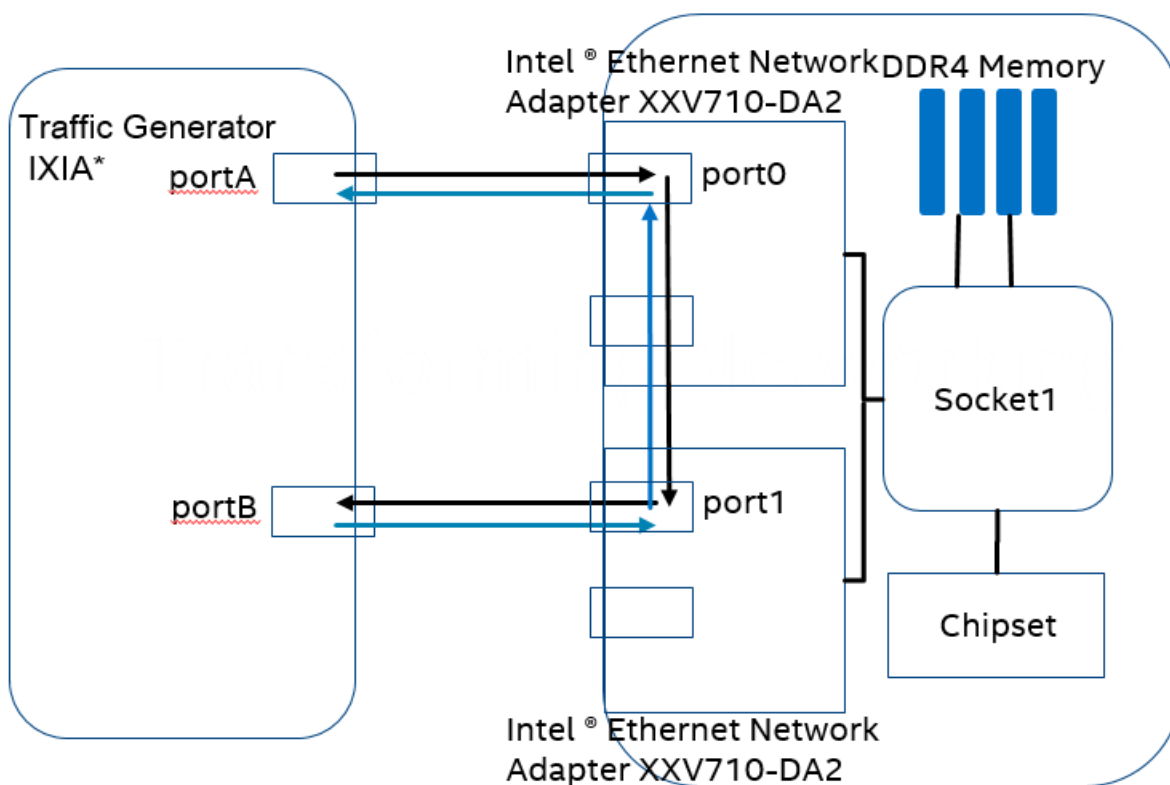 Intel ® Ethernet Network
Adapter XXV710-DA2
DDR4 Memory
Traffic Generator
IXIA*
portA
port0
Socket1
portB
port1
Chipset
Intel ® Ethernet Network
Adapter XXV710-DA2